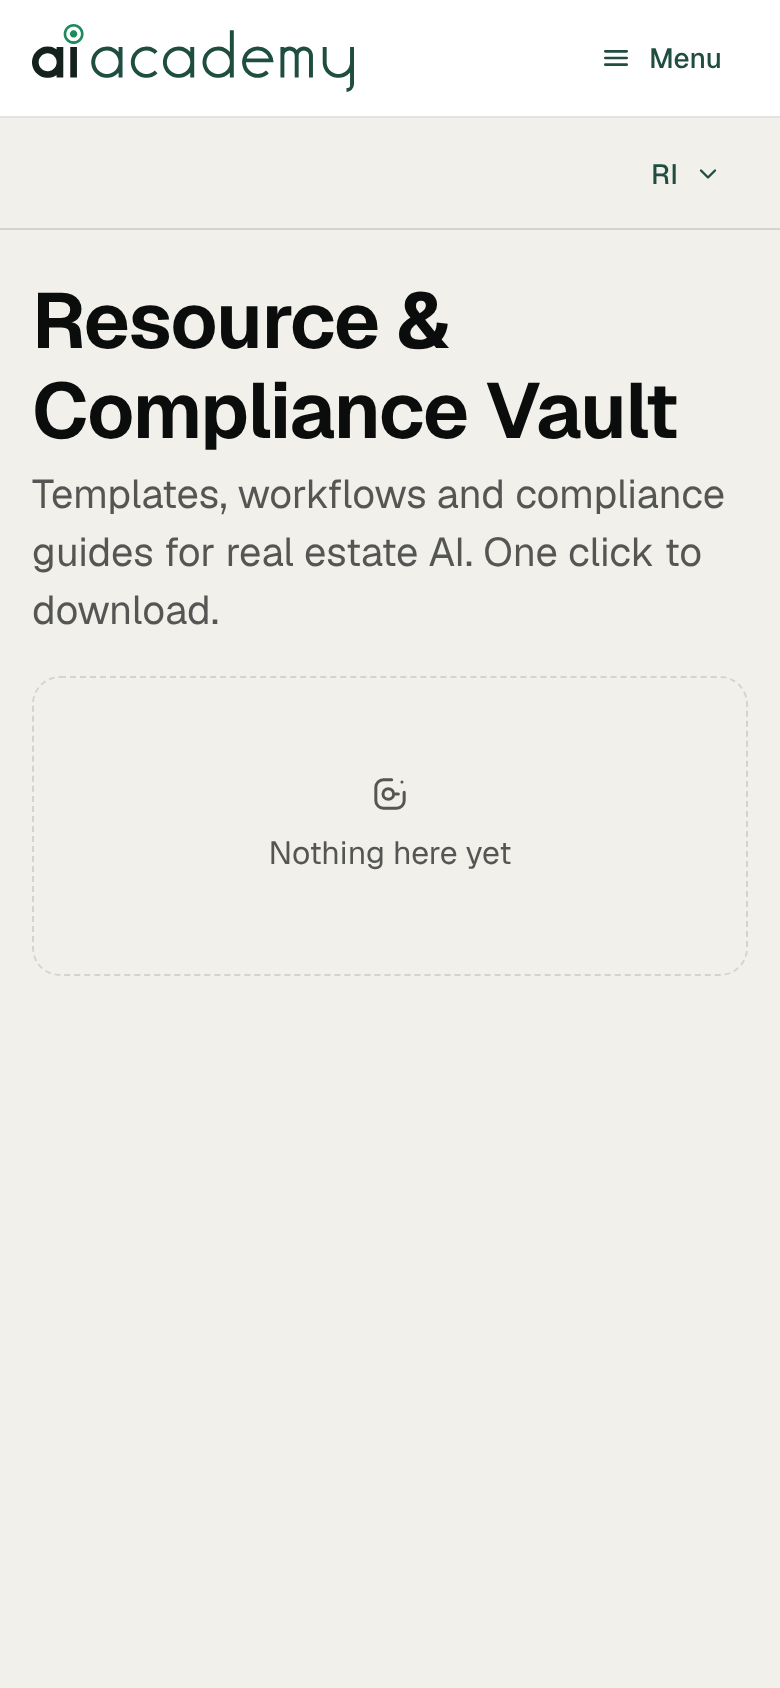 ai academy
Menu
RI
Resource &
Compliance Vault
Templates, workflows and compliance
guides for real estate AI. One click to
download.
Nothing here yet